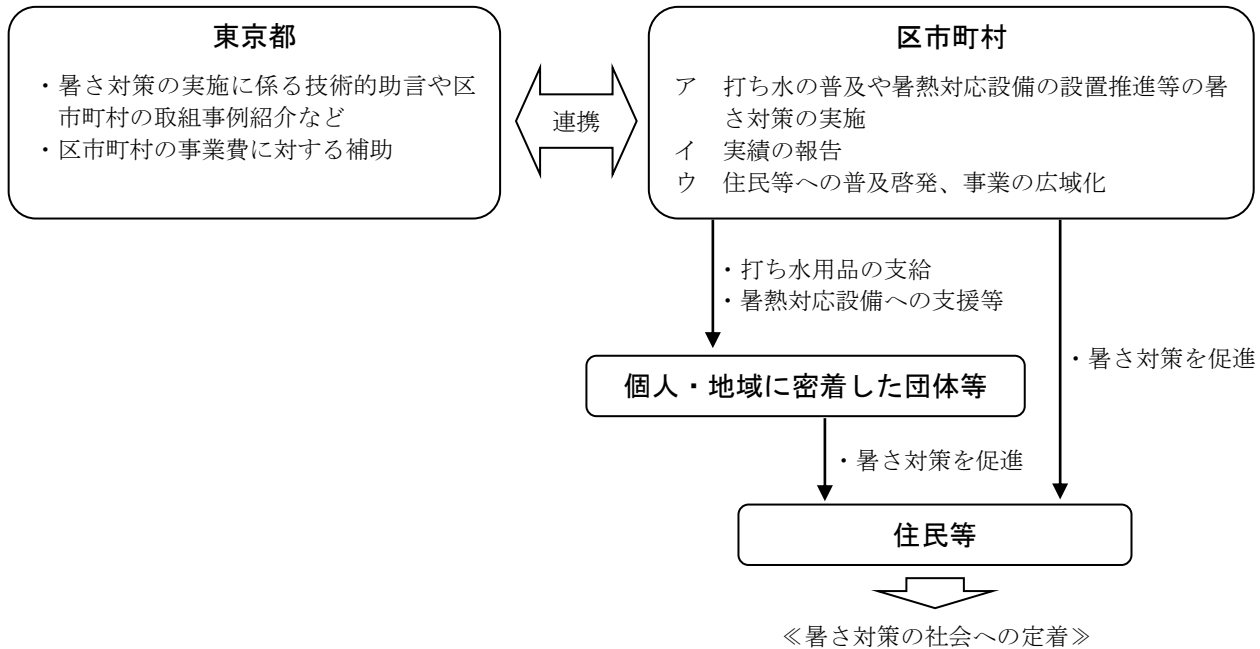 東京都
・暑さ対策の実施に係る技術的助言や区
市町村の取組事例紹介など
・区市町村の事業費に対する補助
連携
区市町村
ア 打ち水の普及や暑熱対応設備の設置推進等の暑
さ対策の実施
イ 実績の報告
ウ 住民等への普及啓発、事業の広域化
・打ち水用品の支給
・暑熱対応設備への支援等
・暑さ対策を促進
個人・地域に密着した団体等
・暑さ対策を促進
住民等
≪暑さ対策の社会への定着≫